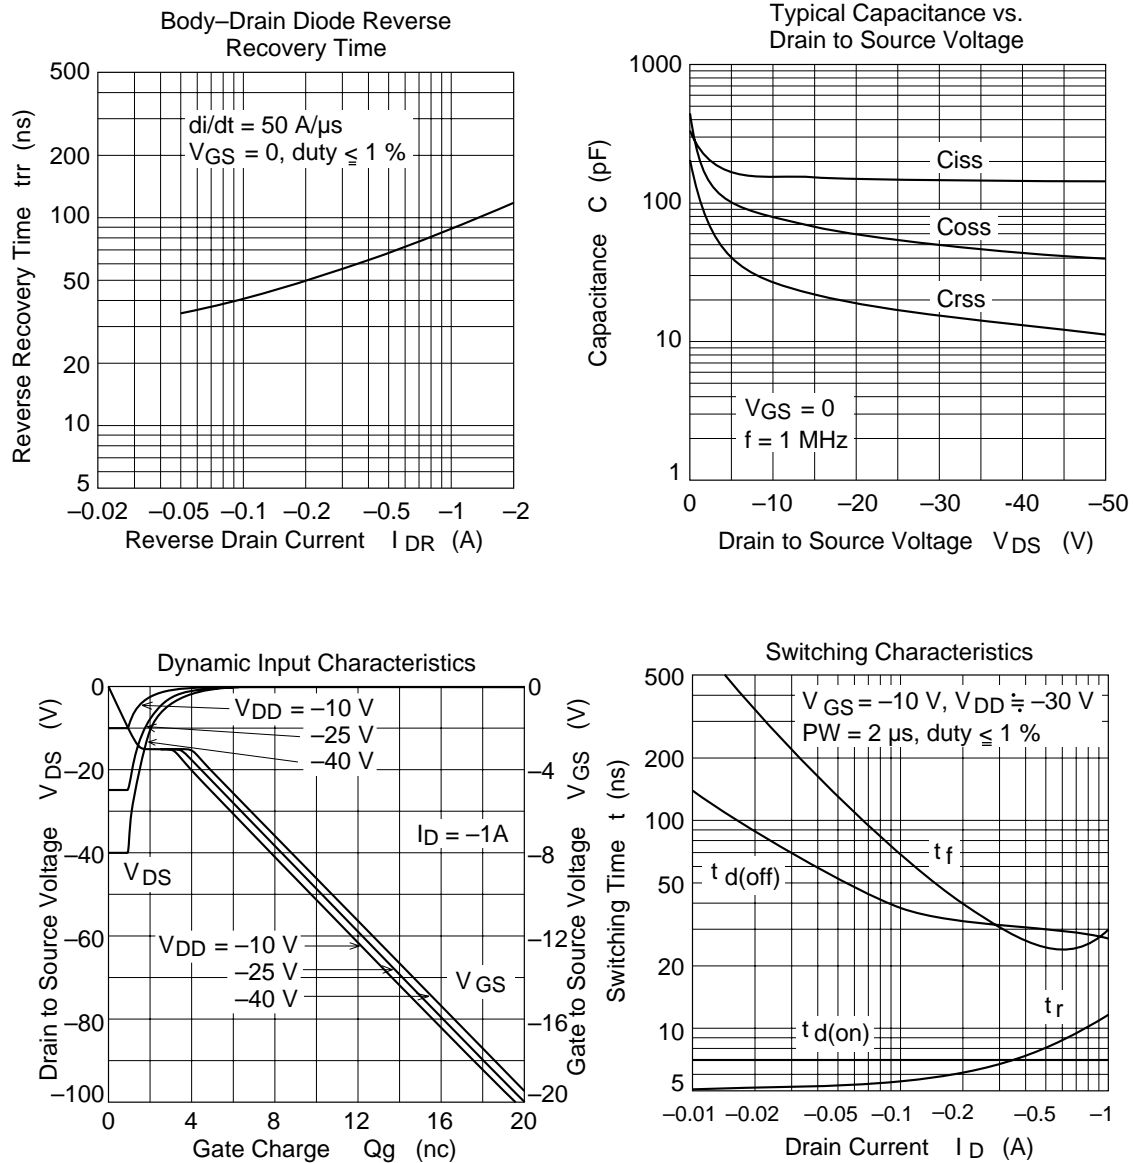 Body–Drain Diode Reverse
Recovery Time
Reverse Recovery Time trr (ns)
500
200
100
50
20
10
5
di/dt = 50 A/µs
VGS = 0, duty ≦ 1 %
–0.02 –0.05 –0.1 –0.2 –0.5 –1 –2
Reverse Drain Current I DR (A)
Typical Capacitance vs.
Drain to Source Voltage
Capacitance C (pF)
1000
100
10
1
Ciss
Coss
Crss
VGS = 0
f = 1 MHz
0 –10 -20 –30 -40 –50
Drain to Source Voltage V DS (V)
Dynamic Input Characteristics
Drain to Source Voltage V DS (V)
0
–20
–40
–60
–80
–100
VDD = –10 V
–25 V
–40 V
I D = –1A
V DS
VDD = –10 V
–25 V
–40 V
V GS
0
–4
–8
–12
–16
–20
Gate to Source Voltage V GS (V)
0 4 8 12 16 20
Gate Charge Qg (nc)
Switching Characteristics
Switching Time t (ns)
500
200
100
50
20
10
5
V GS = –10 V, V DD ≒ –30 V
PW = 2 µs, duty ≦ 1 %
t f
t d(off)
t r
t d(on)
–0.01 –0.02 –0.05 –0.1 –0.2 –0.5 –1
Drain Current I D (A)